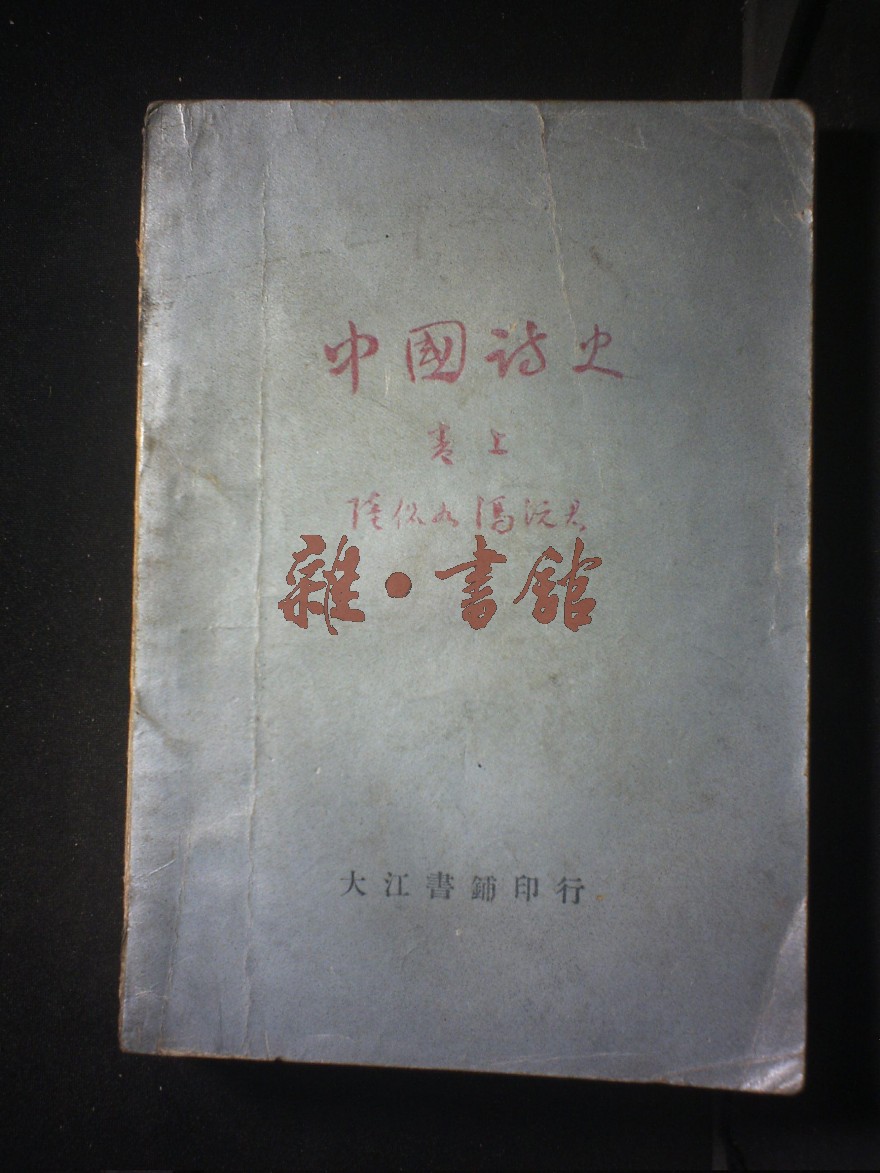 中國詩史
卷上
陸侃如 馮沅君
雜·書館
大江書鋪印行